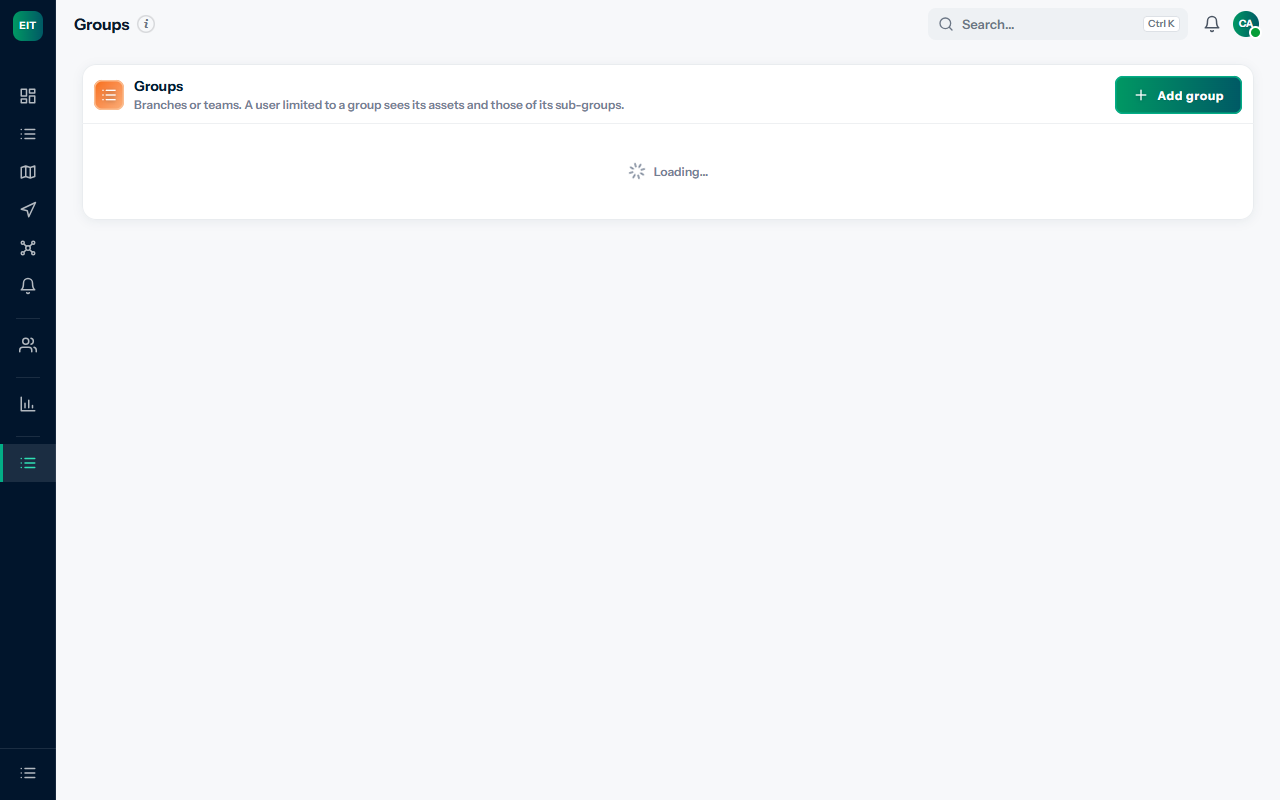 EIT
Groups i
Search... Ctrl K
CA
Groups
Branches or teams. A user limited to a group sees its assets and those of its sub-groups.
Add group
Loading...